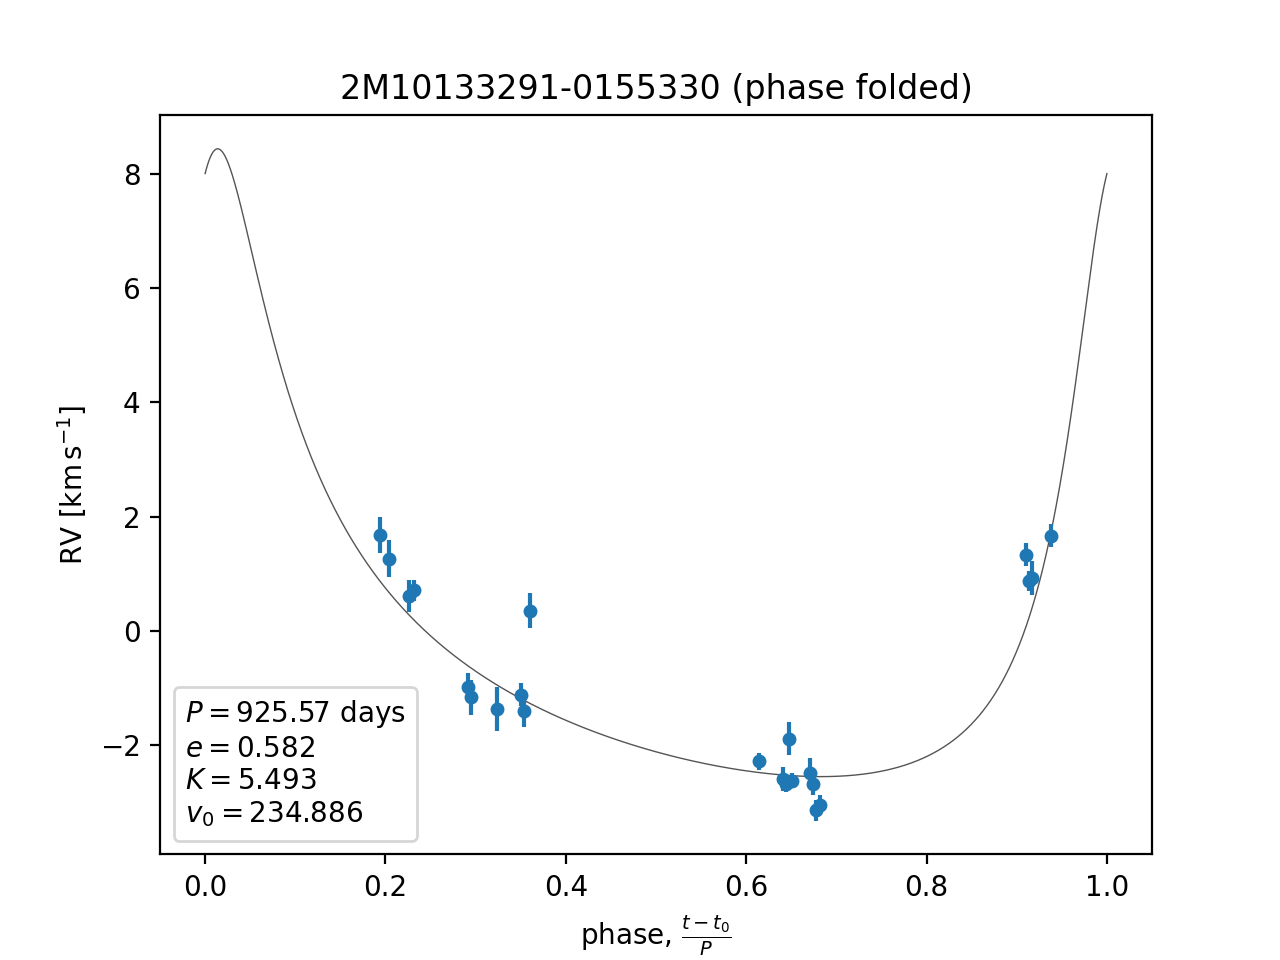 2M10133291-0155330 (phase folded)
8
6
4
2
0
−2
RV [km s⁻¹]
P = 925.57 days
e = 0.582
K = 5.493
v₀ = 234.886
0.0 0.2 0.4 0.6 0.8 1.0
phase, (t − t₀)/P